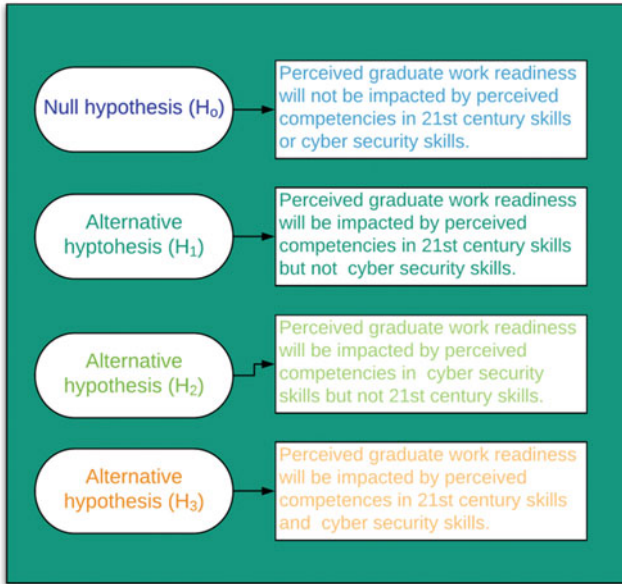 Null hypothesis (H₀)
Perceived graduate work readiness
will not be impacted by perceived
competencies in 21st century skills
or cyber security skills.
Alternative
hyptohesis (H₁)
Perceived graduate work readiness
will be impacted by perceived
competencies in 21st century skills
but not cyber security skills.
Alternative
hypothesis (H₂)
Perceived graduate work readiness
will be impacted by perceived
competencies in cyber security
skills but not 21st century skills.
Alternative
hypothesis (H₃)
Perceived graduate work readiness
will be impacted by perceived
competences in 21st century skills
and cyber security skills.